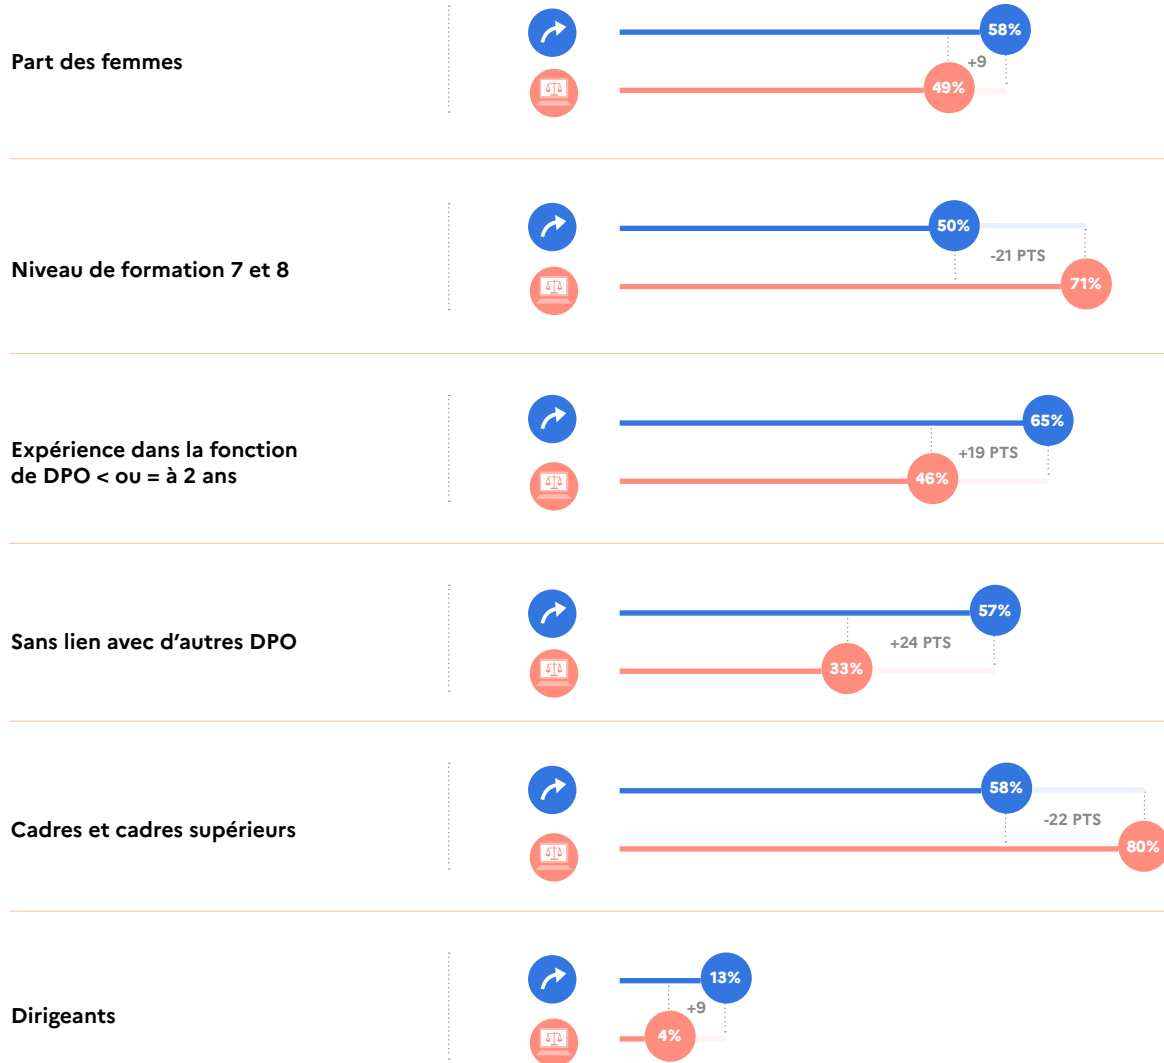 Part des femmes
58%
+9
49%
Niveau de formation 7 et 8
50%
-21 PTS
71%
Expérience dans la fonction
de DPO < ou = à 2 ans
65%
+19 PTS
46%
Sans lien avec d'autres DPO
57%
+24 PTS
33%
Cadres et cadres supérieurs
58%
-22 PTS
80%
Dirigeants
13%
+9
4%